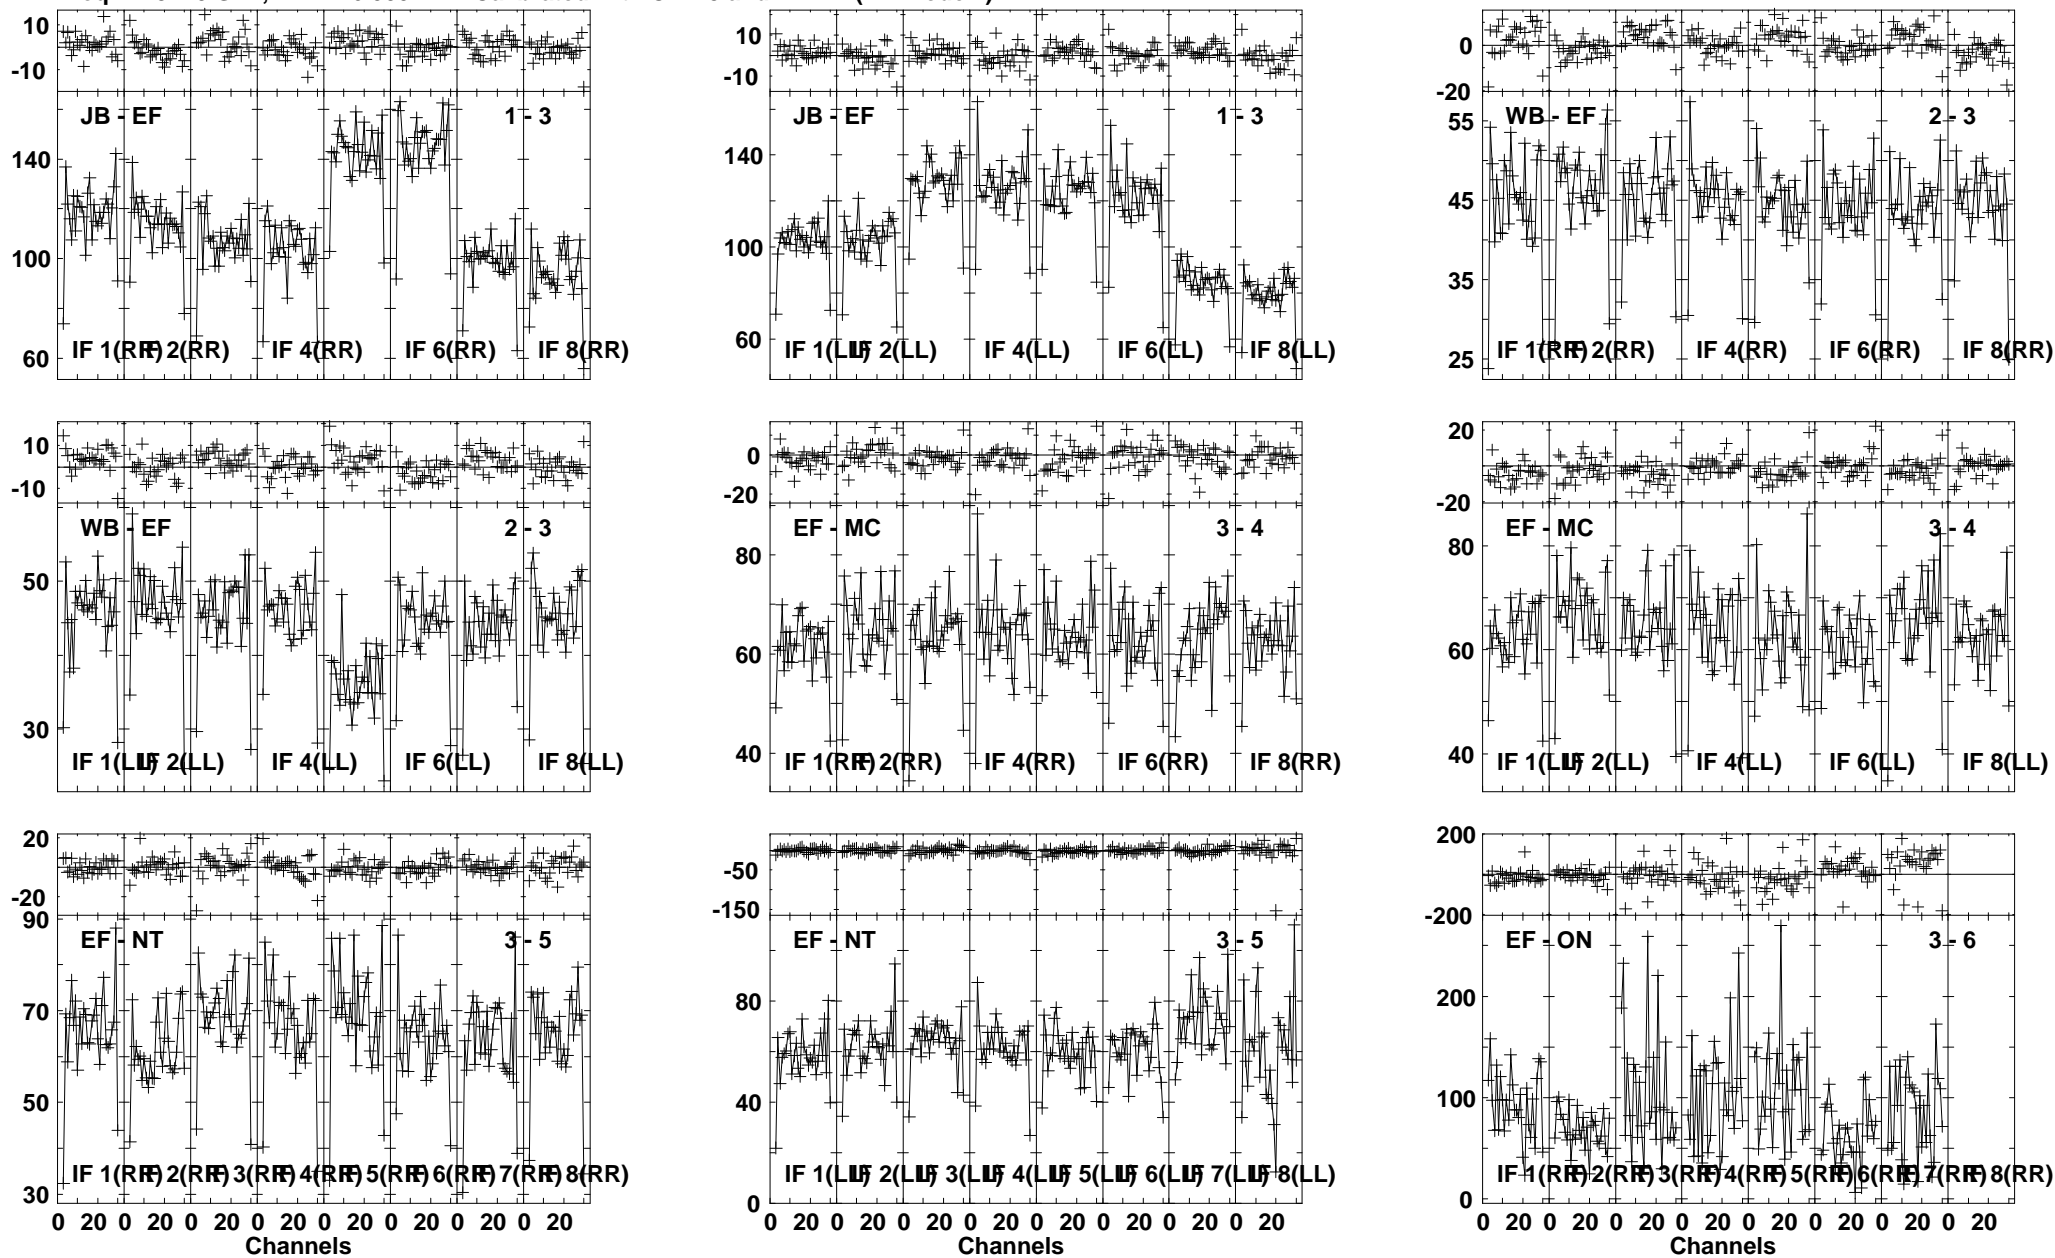 10
-10
JB - EF
1 - 3
140
100
60
IF 1(RR) IF 2(RR) IF 4(RR) IF 6(RR) IF 8(RR)
10
-10
JB - EF
1 - 3
140
100
60
IF 1(LL) IF 2(LL) IF 4(LL) IF 6(LL) IF 8(LL)
0
-20
WB - EF
2 - 3
55
45
35
25
IF 1(RR) IF 2(RR) IF 4(RR) IF 6(RR) IF 8(RR)
10
-10
WB - EF
2 - 3
50
30
IF 1(LL) IF 2(LL) IF 4(LL) IF 6(LL) IF 8(LL)
0
-20
EF - MC
3 - 4
80
60
40
IF 1(RR) IF 2(RR) IF 4(RR) IF 6(RR) IF 8(RR)
20
-20
EF - MC
3 - 4
80
60
40
IF 1(LL) IF 2(LL) IF 4(LL) IF 6(LL) IF 8(LL)
20
-20
EF - NT
3 - 5
90
70
50
30
IF 1(RR) IF 2(RR) IF 3(RR) IF 4(RR) IF 5(RR) IF 6(RR) IF 7(RR) IF 8(RR)
0 20 0 20 0 20 0 20 0 20 0 20 0 20 0 20
Channels
-50
-150
EF - NT
3 - 5
80
40
0
IF 1(LL) IF 2(LL) IF 3(LL) IF 4(LL) IF 5(LL) IF 6(LL) IF 7(LL) IF 8(LL)
0 20 0 20 0 20 0 20 0 20 0 20 0 20 0 20
Channels
200
-200
EF - ON
3 - 6
200
100
0
IF 1(RR) IF 2(RR) IF 3(RR) IF 4(RR) IF 5(RR) IF 6(RR) IF 7(RR) IF 8(RR)
0 20 0 20 0 20 0 20 0 20 0 20 0 20 0 20
Channels